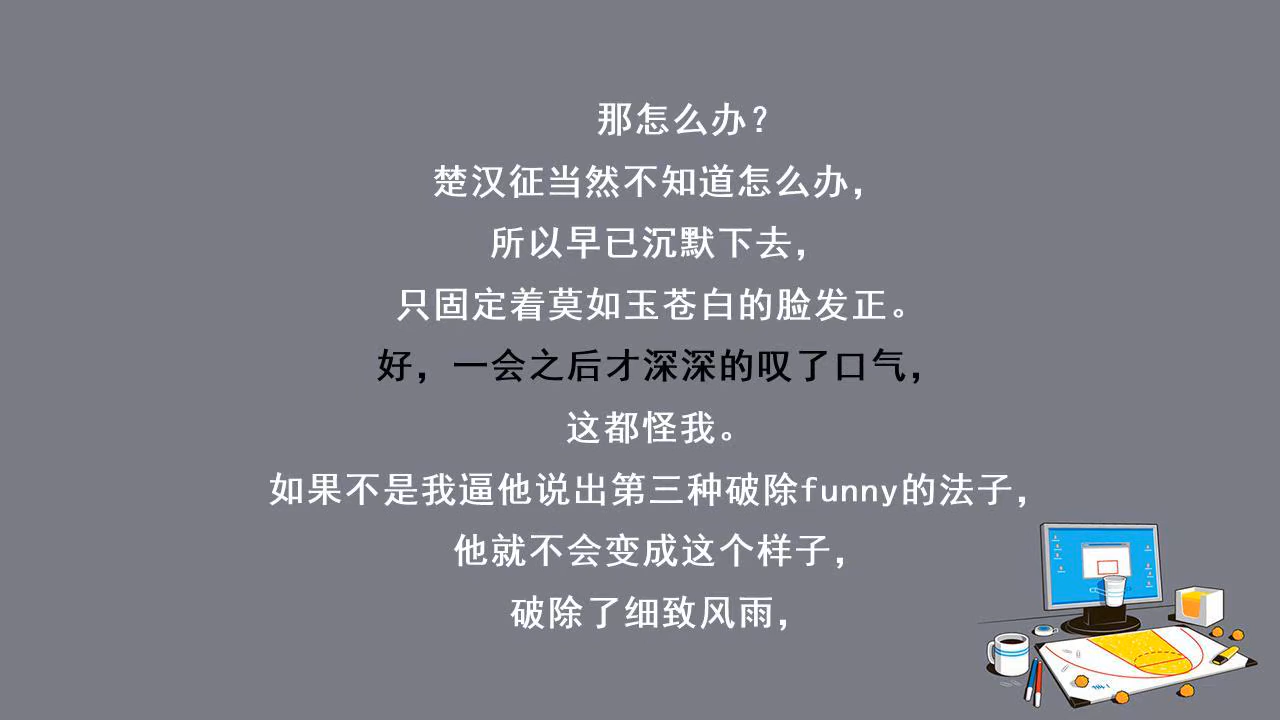 那怎么办？
楚汉征当然不知道怎么办，
所以早已沉默下去，
只固定着莫如玉苍白的脸发正。
好，一会之后才深深的叹了口气，
这都怪我。
如果不是我逼他说出第三种破除funny的法子，
他就不会变成这个样子，
破除了细致风雨，